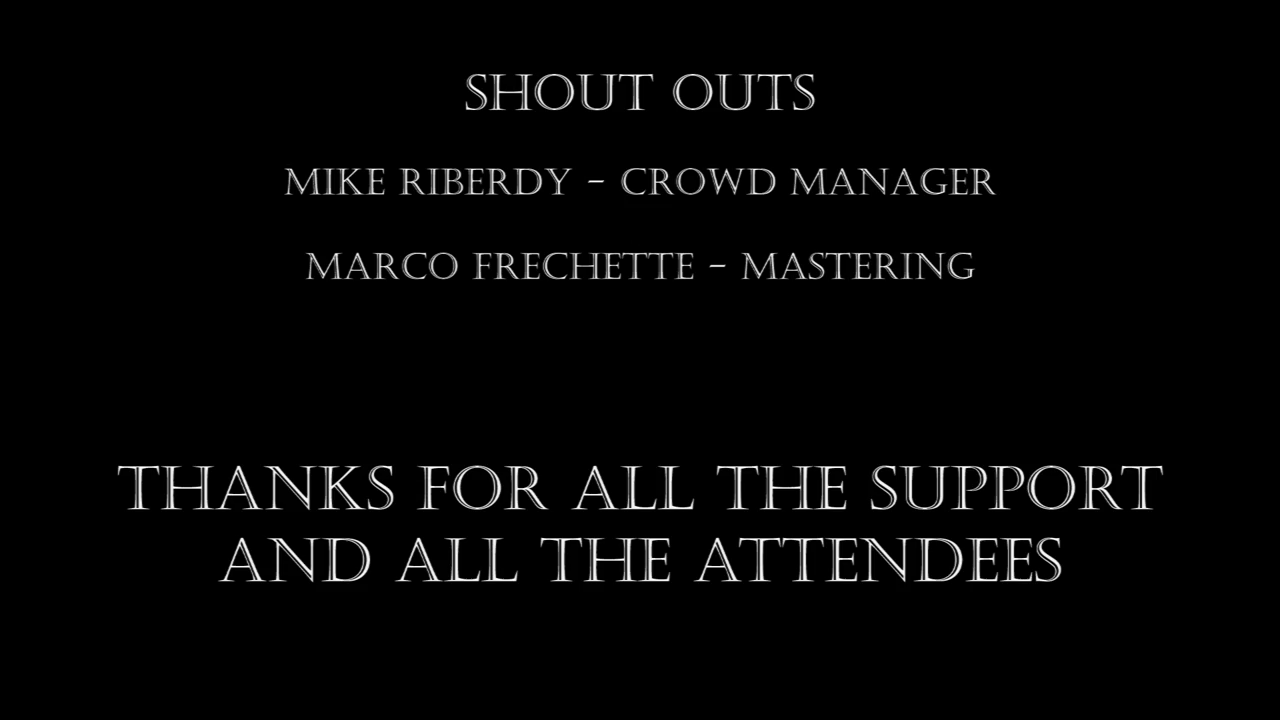 SHOUT OUTS
MIKE RIBERDY - CROWD MANAGER
MARCO FRECHETTE - MASTERING
THANKS FOR ALL THE SUPPORT
AND ALL THE ATTENDEES